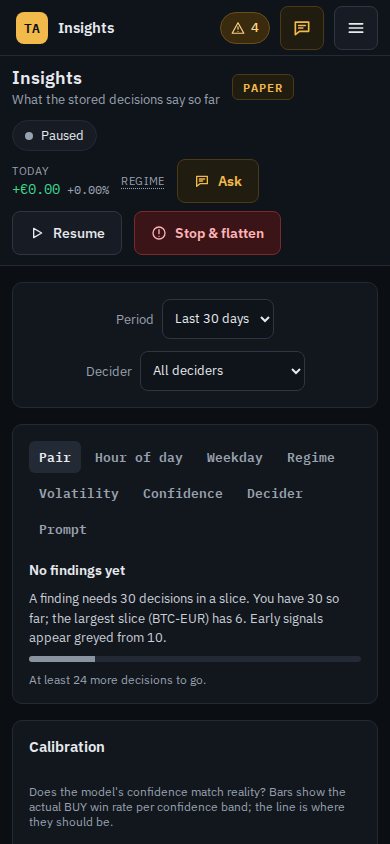 TA
Insights
4
Insights
What the stored decisions say so far
PAPER
Paused
TODAY
+€0.00 +0.00%
REGIME
Ask
Resume
Stop & flatten
Period
Last 30 days
Decider
All deciders
Pair
Hour of day
Weekday
Regime
Volatility
Confidence
Decider
Prompt
No findings yet
A finding needs 30 decisions in a slice. You have 30 so
far; the largest slice (BTC-EUR) has 6. Early signals
appear greyed from 10.
At least 24 more decisions to go.
Calibration
Does the model's confidence match reality? Bars show the
actual BUY win rate per confidence band; the line is where
they should be.